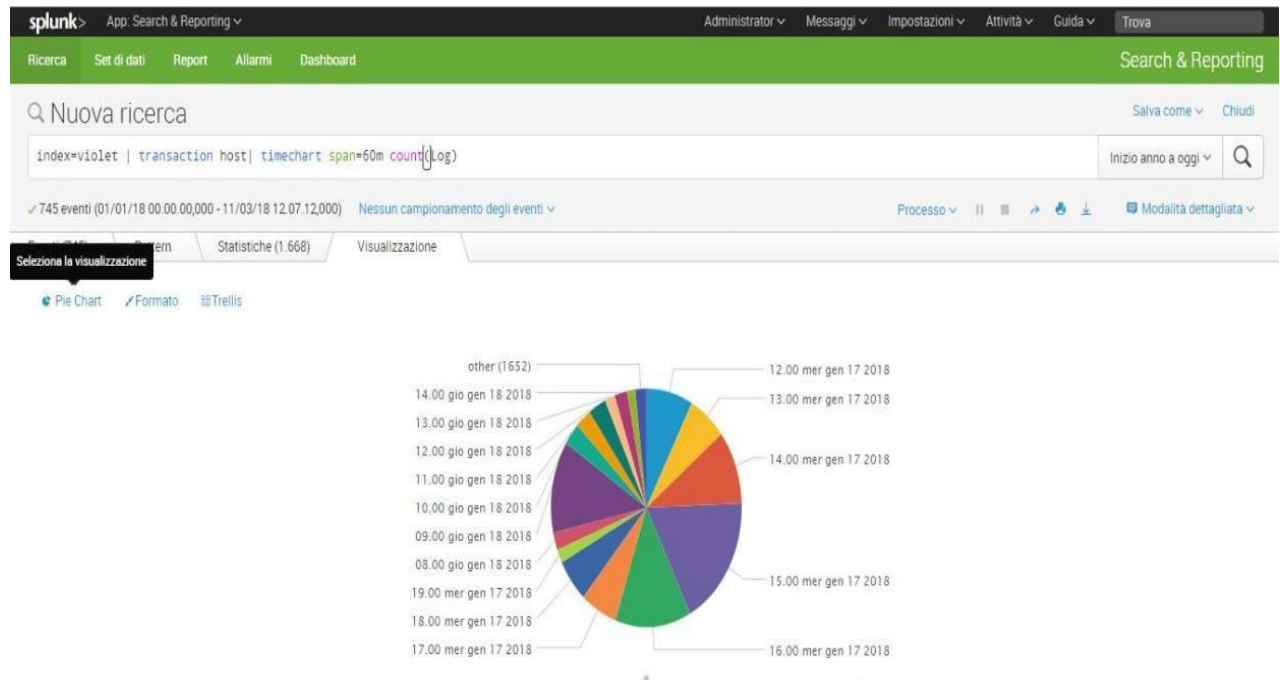 splunk> App: Search & Reporting Administrator Messaggi Impostazioni Attività Guida Trova
Ricerca Set di dati Report Allarmi Dashboard Search & Reporting
Nuova ricerca Salva come Chiudi
index=violet | transaction host| timechart span=60m count(Log) Inizio anno a oggi
745 eventi (01/01/18 00.00.00,000 - 11/03/18 12.07.12,000) Nessun campionamento degli eventi Processo Modalità dettagliata
Statistiche (1.668) Visualizzazione
Seleziona la visualizzazione
Pie Chart Formato Trellis
other (1652)
14.00 gio gen 18 2018
13.00 gio gen 18 2018
12.00 gio gen 18 2018
11.00 gio gen 18 2018
10.00 gio gen 18 2018
09.00 gio gen 18 2018
08.00 gio gen 18 2018
19.00 mer gen 17 2018
18.00 mer gen 17 2018
17.00 mer gen 17 2018
12.00 mer gen 17 2018
13.00 mer gen 17 2018
14.00 mer gen 17 2018
15.00 mer gen 17 2018
16.00 mer gen 17 2018